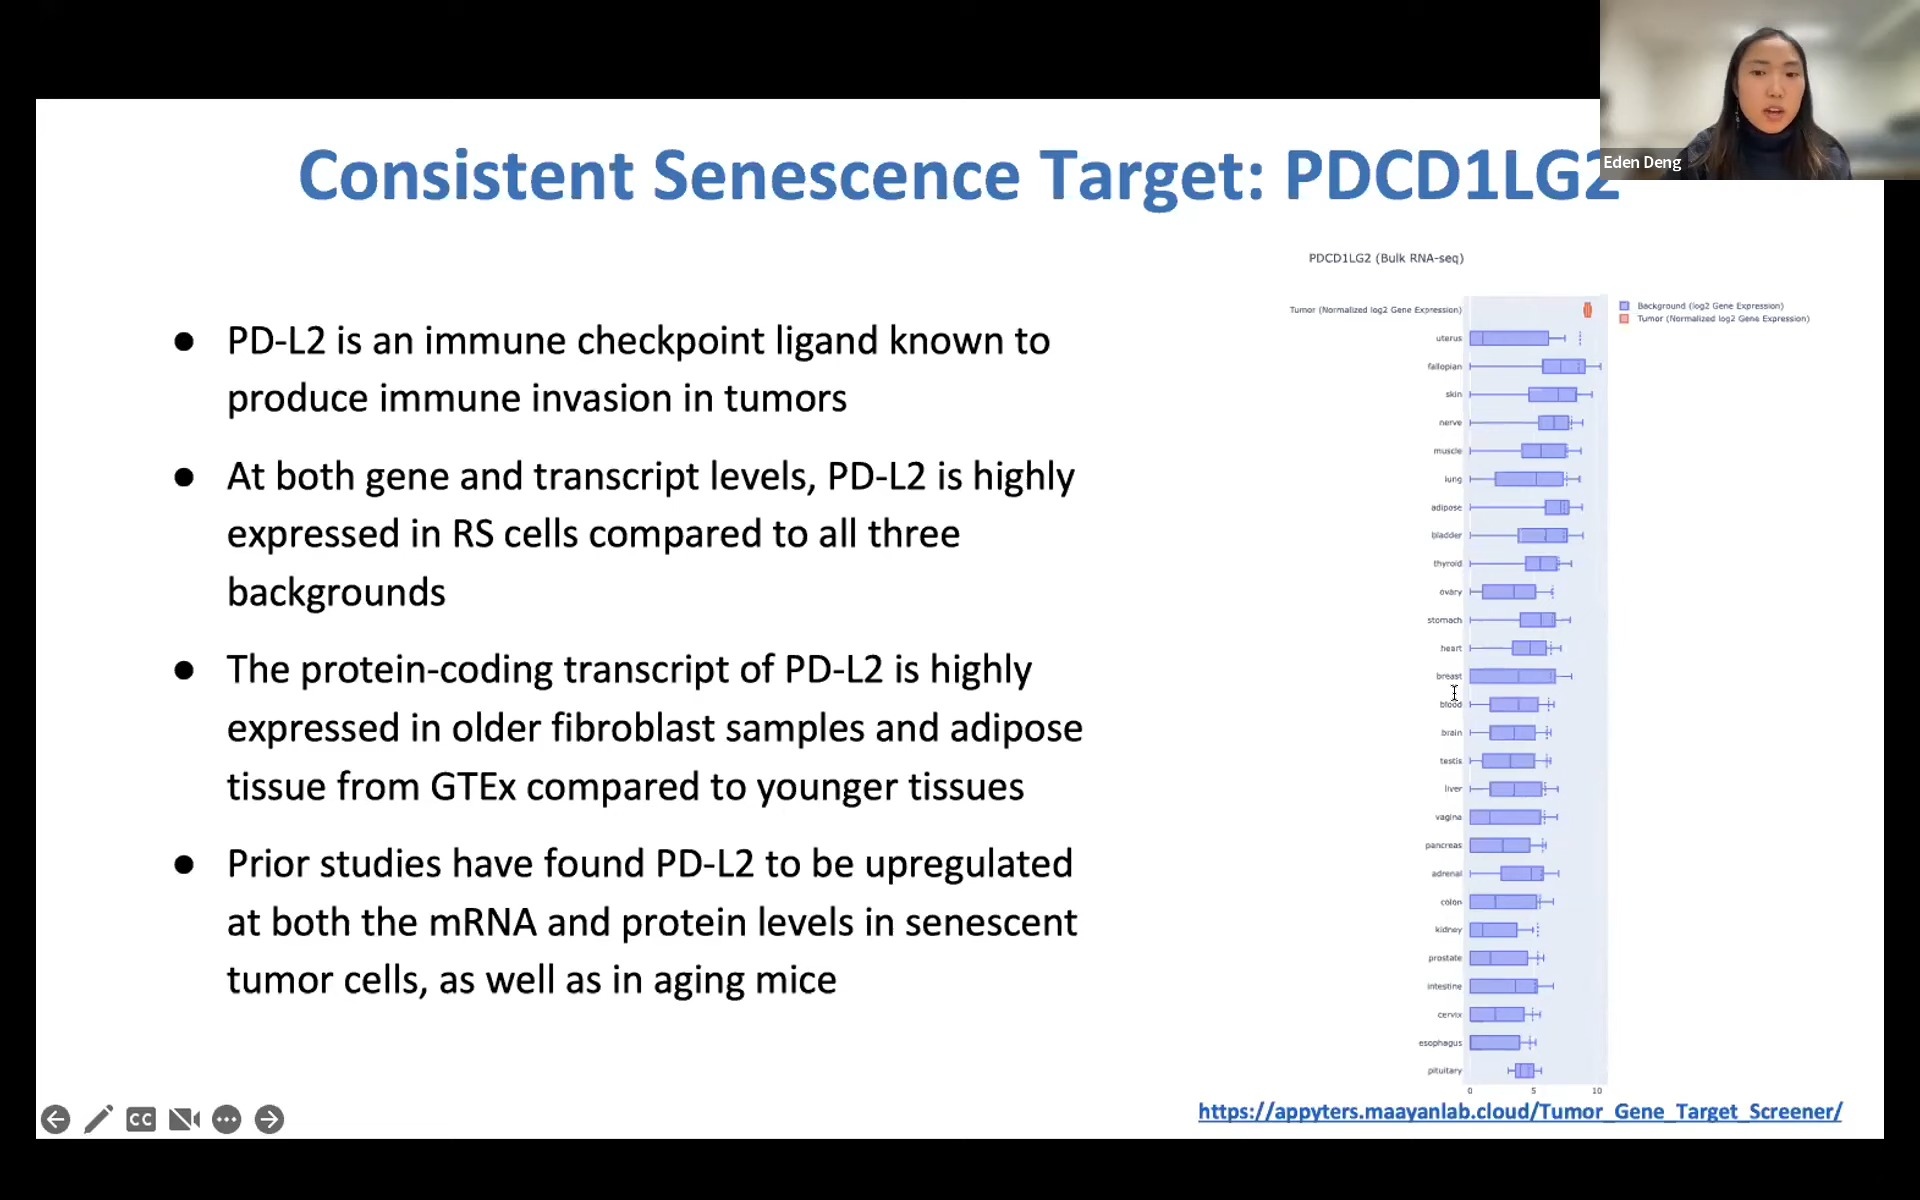 Eden Deng
Consistent Senescence Target: PDCD1LG2
● PD-L2 is an immune checkpoint ligand known to
produce immune invasion in tumors
● At both gene and transcript levels, PD-L2 is highly
expressed in RS cells compared to all three
backgrounds
● The protein-coding transcript of PD-L2 is highly
expressed in older fibroblast samples and adipose
tissue from GTEx compared to younger tissues
● Prior studies have found PD-L2 to be upregulated
at both the mRNA and protein levels in senescent
tumor cells, as well as in aging mice
PDCD1LG2 (Bulk RNA-seq)
Tumor (Normalized log2 Gene Expression)
uterus
fallopian
skin
nerve
muscle
lung
adipose
bladder
thyroid
ovary
stomach
heart
breast
blood
brain
testis
liver
vagina
pancreas
adrenal
colon
kidney
prostate
intestine
cervix
esophagus
pituitary
0 5 10
Background (log2 Gene Expression)
Tumor (Normalized log2 Gene Expression)
https://appyters.maayanlab.cloud/Tumor_Gene_Target_Screener/
CC